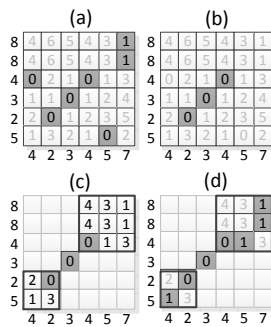 (a)
8 4 6 5 4 3 1
8 4 6 5 4 3 1
4 0 2 1 0 1 3
3 1 1 0 1 2 4
2 2 0 1 2 3 5
5 1 3 2 1 0 2
4 2 3 4 5 7
(b)
8 4 6 5 4 3 1
8 4 6 5 4 3 1
4 0 2 1 0 1 3
3 1 1 0 1 2 4
2 2 0 1 2 3 5
5 1 3 2 1 0 2
4 2 3 4 5 7
(c)
8 4 3 1
8 4 3 1
4 0 1 3
3 0
2 2 0
5 1 3
4 2 3 4 5 7
(d)
8 4 3 1
8 4 3 1
4 0 1 3
3 0
2 2 0
5 1 3
4 2 3 4 5 7